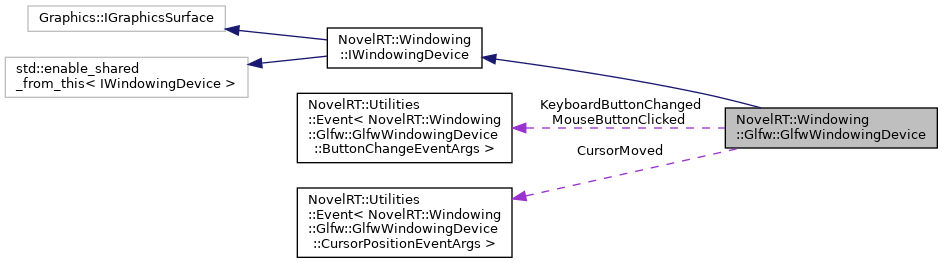 Graphics::IGraphicsSurface
std::enable_shared
_from_this< IWindowingDevice >
NovelRT::Windowing
::IWindowingDevice
NovelRT::Utilities
::Event< NovelRT::Windowing
::Glfw::GlfwWindowingDevice
::ButtonChangeEventArgs >
KeyboardButtonChanged
MouseButtonClicked
NovelRT::Windowing
::Glfw::GlfwWindowingDevice
CursorMoved
NovelRT::Utilities
::Event< NovelRT::Windowing
::Glfw::GlfwWindowingDevice
::CursorPositionEventArgs >